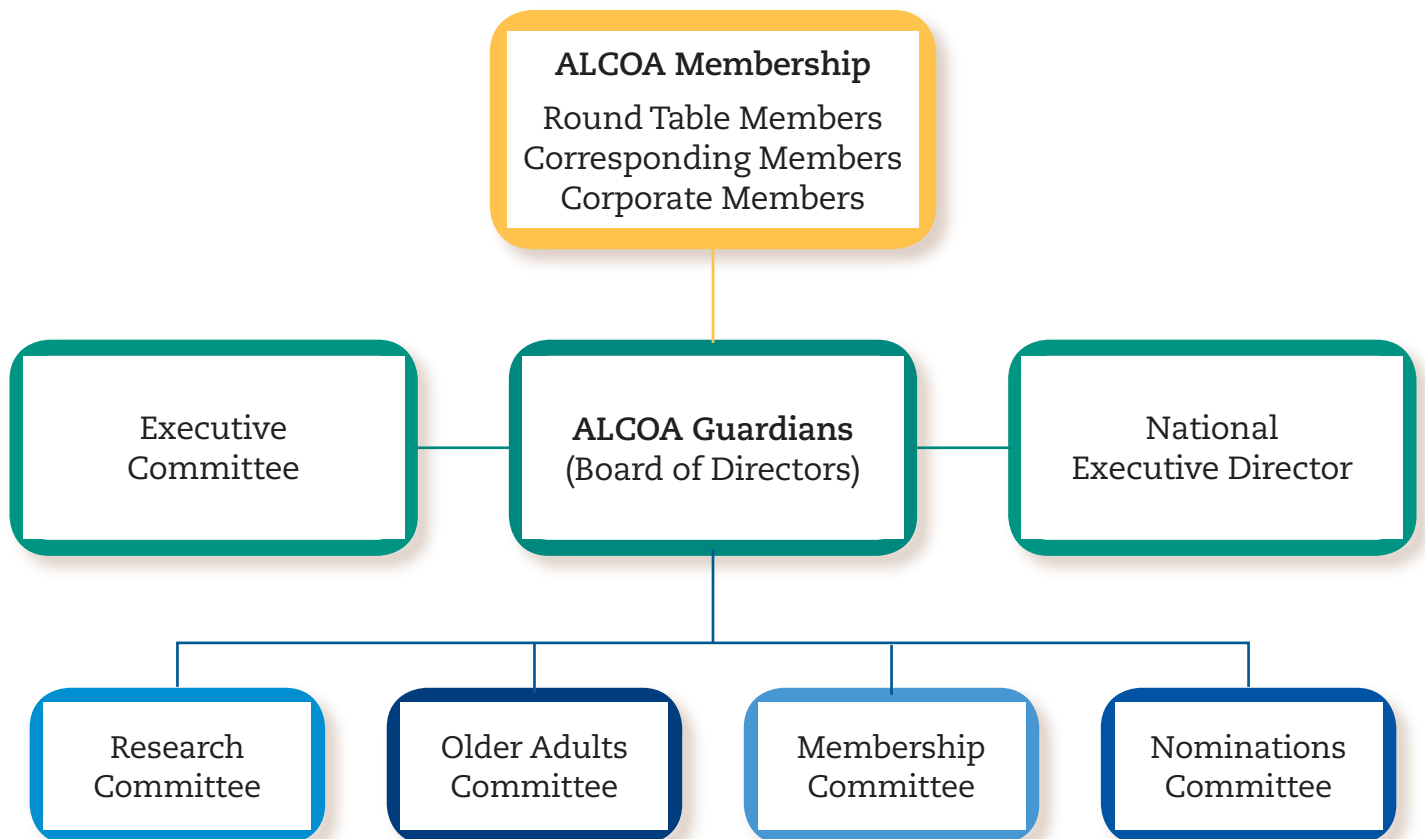 ALCOA Membership
Round Table Members
Corresponding Members
Corporate Members
Executive
Committee
ALCOA Guardians
(Board of Directors)
National
Executive Director
Research
Committee
Older Adults
Committee
Membership
Committee
Nominations
Committee